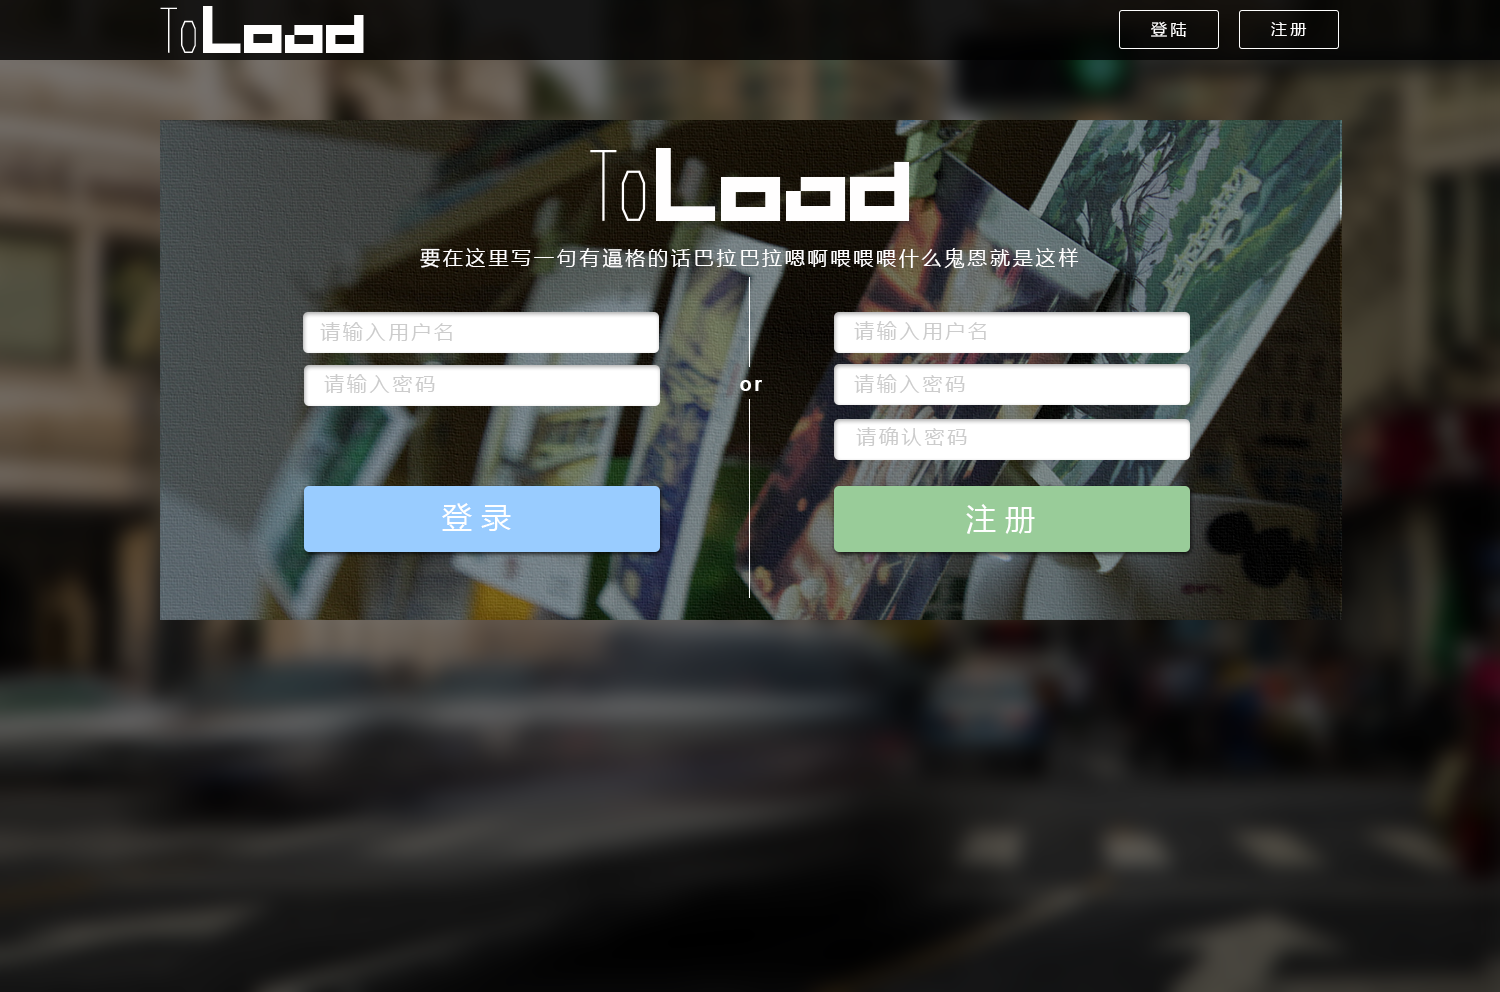 ToLoad
登陆
注册
ToLoad
要在这里写一句有逼格的话巴拉巴拉嗯啊喂喂喂什么鬼恩就是这样
请输入用户名
请输入用户名
请输入密码
or
请输入密码
请确认密码
登录
注册